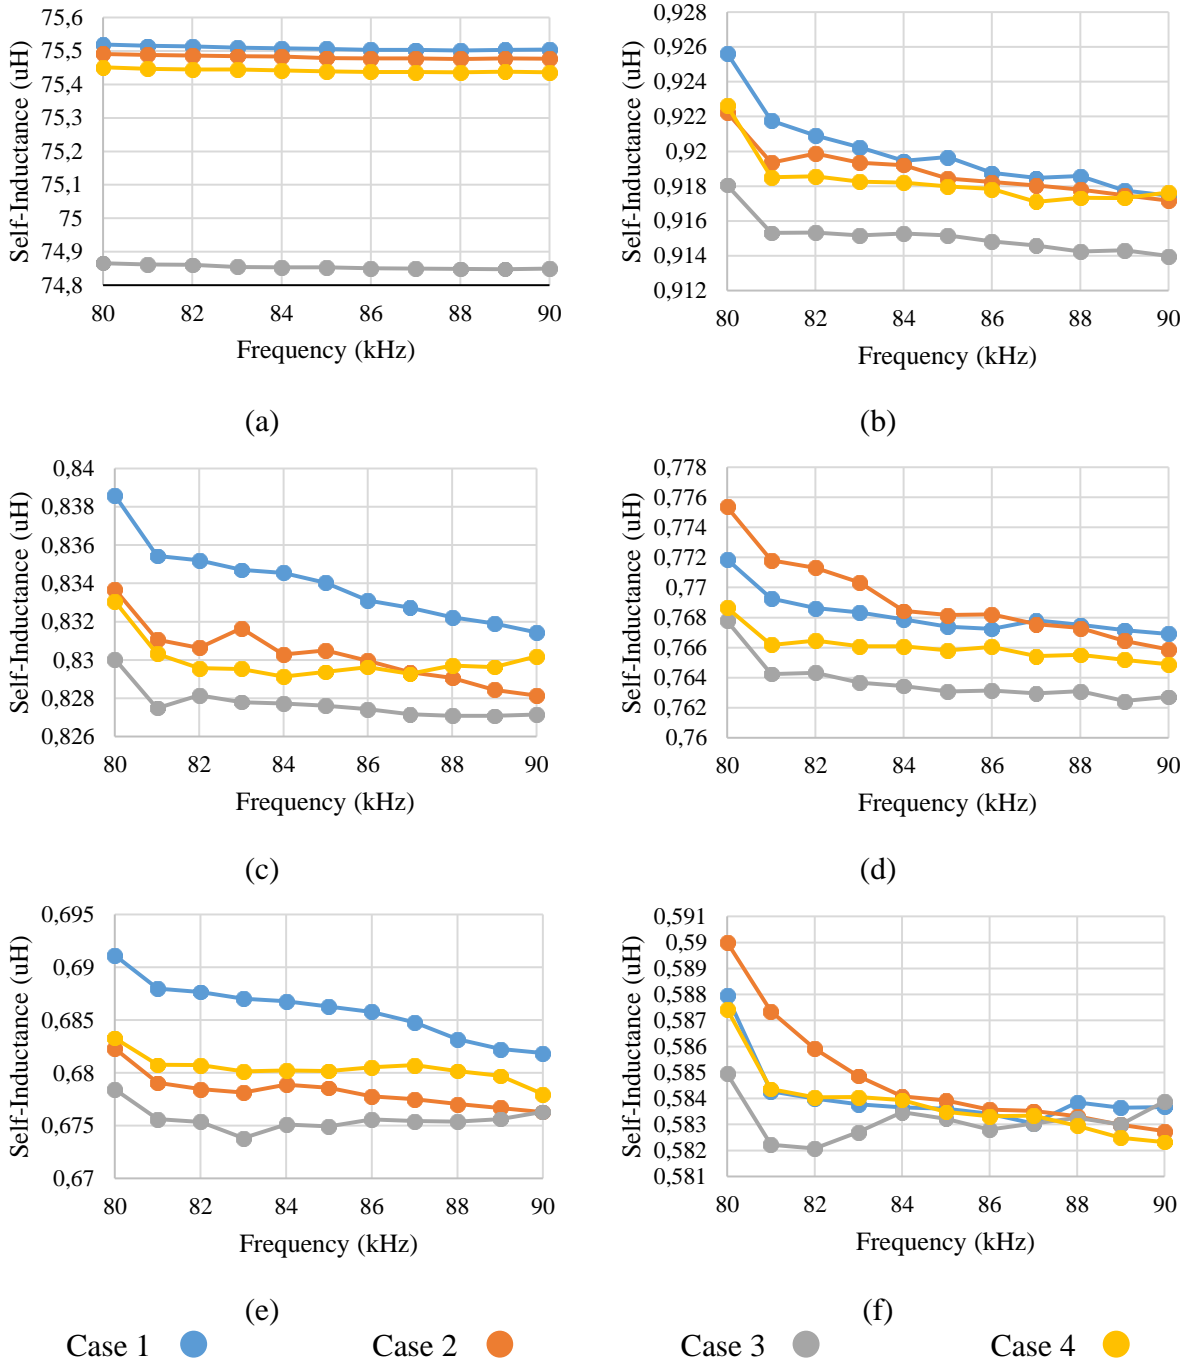 75,6
75,5
75,4
75,3
75,2
75,1
75
74,9
74,8
Self-Inductance (uH)
80 82 84 86 88 90
Frequency (kHz)
(a)
0,928
0,926
0,924
0,922
0,92
0,918
0,916
0,914
0,912
Self-Inductance (uH)
80 82 84 86 88 90
Frequency (kHz)
(b)
0,84
0,838
0,836
0,834
0,832
0,83
0,828
0,826
Self-Inductance (uH)
80 82 84 86 88 90
Frequency (kHz)
(c)
0,778
0,776
0,774
0,772
0,77
0,768
0,766
0,764
0,762
0,76
Self-Inductance (uH)
80 82 84 86 88 90
Frequency (kHz)
(d)
0,695
0,69
0,685
0,68
0,675
0,67
Self-Inductance (uH)
80 82 84 86 88 90
Frequency (kHz)
(e)
0,591
0,59
0,589
0,588
0,587
0,586
0,585
0,584
0,583
0,582
0,581
Self-Inductance (uH)
80 82 84 86 88 90
Frequency (kHz)
(f)
Case 1 Case 2 Case 3 Case 4